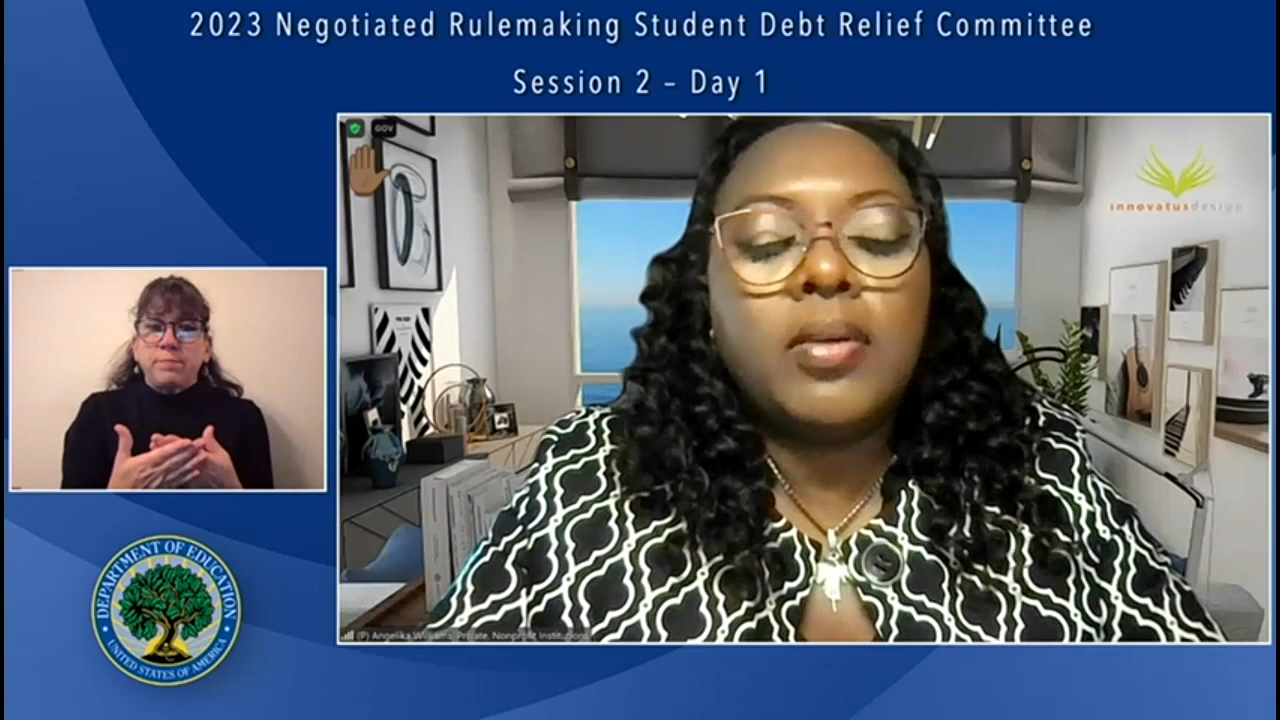 2023 Negotiated Rulemaking Student Debt Relief Committee
Session 2 – Day 1
GOV
innovatusdesign
(P) Angelika Williams, Private, Nonprofit Institutions
DEPARTMENT OF EDUCATION
UNITED STATES OF AMERICA